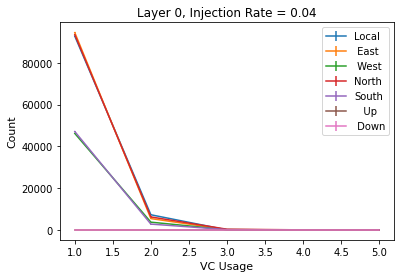 Layer 0, Injection Rate = 0.04
Local
East
West
North
South
Up
Down
80000
60000
40000
20000
0
Count
1.0 1.5 2.0 2.5 3.0 3.5 4.0 4.5 5.0
VC Usage